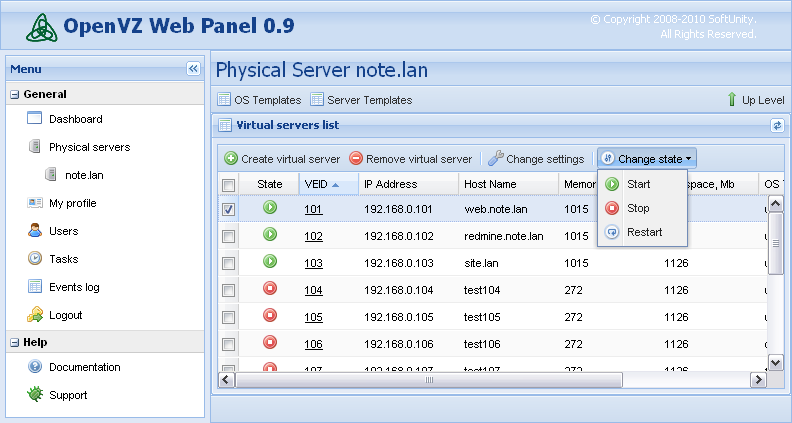 OpenVZ Web Panel 0.9
© Copyright 2008-2010 SoftUnity.
All Rights Reserved.
Menu
General
Dashboard
Physical servers
note.lan
My profile
Users
Tasks
Events log
Logout
Help
Documentation
Support
Physical Server note.lan
OS Templates Server Templates Up Level
Virtual servers list
Create virtual server Remove virtual server Change settings Change state
Start
Stop
Restart
State VEID IP Address Host Name Memor space, Mb OS T
101 192.168.0.101 web.note.lan 1015
102 192.168.0.102 redmine.note.lan 1015
103 192.168.0.103 site.lan 1015 1126
104 192.168.0.104 test104 272 1126
105 192.168.0.105 test105 272 1126
106 192.168.0.106 test106 272 1126
107 192.168.0.107 test107 272 1126